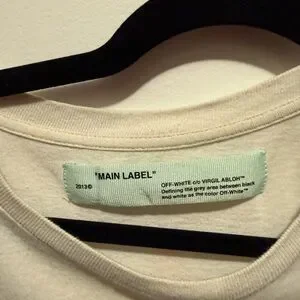 "MAIN LABEL"
2013©
OFF-WHITE c/o VIRGIL ABLOH™
Defining the grey area between black
and white as the color Off-White™